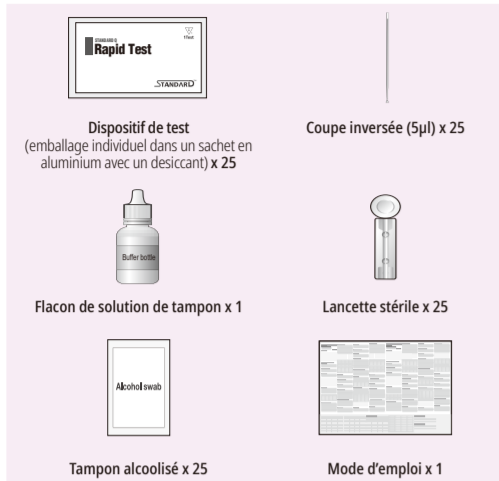 STANDARD Q
Rapid Test
1Test
STANDARD
Dispositif de test
(emballage individuel dans un sachet en
aluminium avec un desiccant) x 25
Coupe inversée (5µl) x 25
Buffer bottle
Flacon de solution de tampon x 1
Lancette stérile x 25
Alcohol swab
Tampon alcoolisé x 25
Mode d'emploi x 1